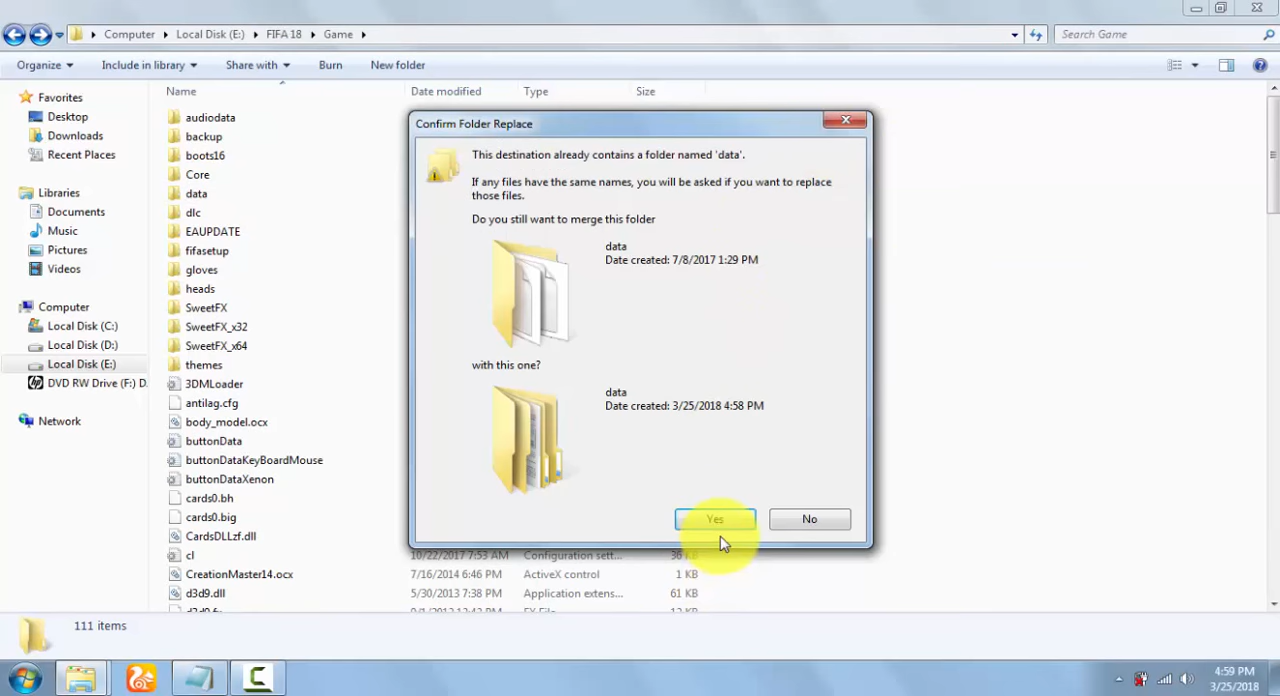 Computer ▸ Local Disk (E:) ▸ FIFA 18 ▸ Game ▸
Search Game
Organize ▾ Include in library ▾ Share with ▾ Burn New folder
Name Date modified Type Size
Favorites
Desktop
Downloads
Recent Places
Libraries
Documents
Music
Pictures
Videos
Computer
Local Disk (C:)
Local Disk (D:)
Local Disk (E:)
DVD RW Drive (F:) D
Network
audiodata
backup
boots16
Core
data
dlc
EAUPDATE
fifasetup
gloves
heads
SweetFX
SweetFX_x32
SweetFX_x64
themes
3DMLoader
antilag.cfg
body_model.ocx
buttonData
buttonDataKeyBoardMouse
buttonDataXenon
cards0.bh
cards0.big
CardsDLLzf.dll
cl 10/22/2017 7:53 AM Configuration sett... 36 KB
CreationMaster14.ocx 7/16/2014 6:46 PM ActiveX control 1 KB
d3d9.dll 5/30/2013 7:38 PM Application extens... 61 KB
Confirm Folder Replace
This destination already contains a folder named 'data'.
If any files have the same names, you will be asked if you want to replace
those files.
Do you still want to merge this folder
data
Date created: 7/8/2017 1:29 PM
with this one?
data
Date created: 3/25/2018 4:58 PM
Yes No
111 items
4:59 PM
3/25/2018